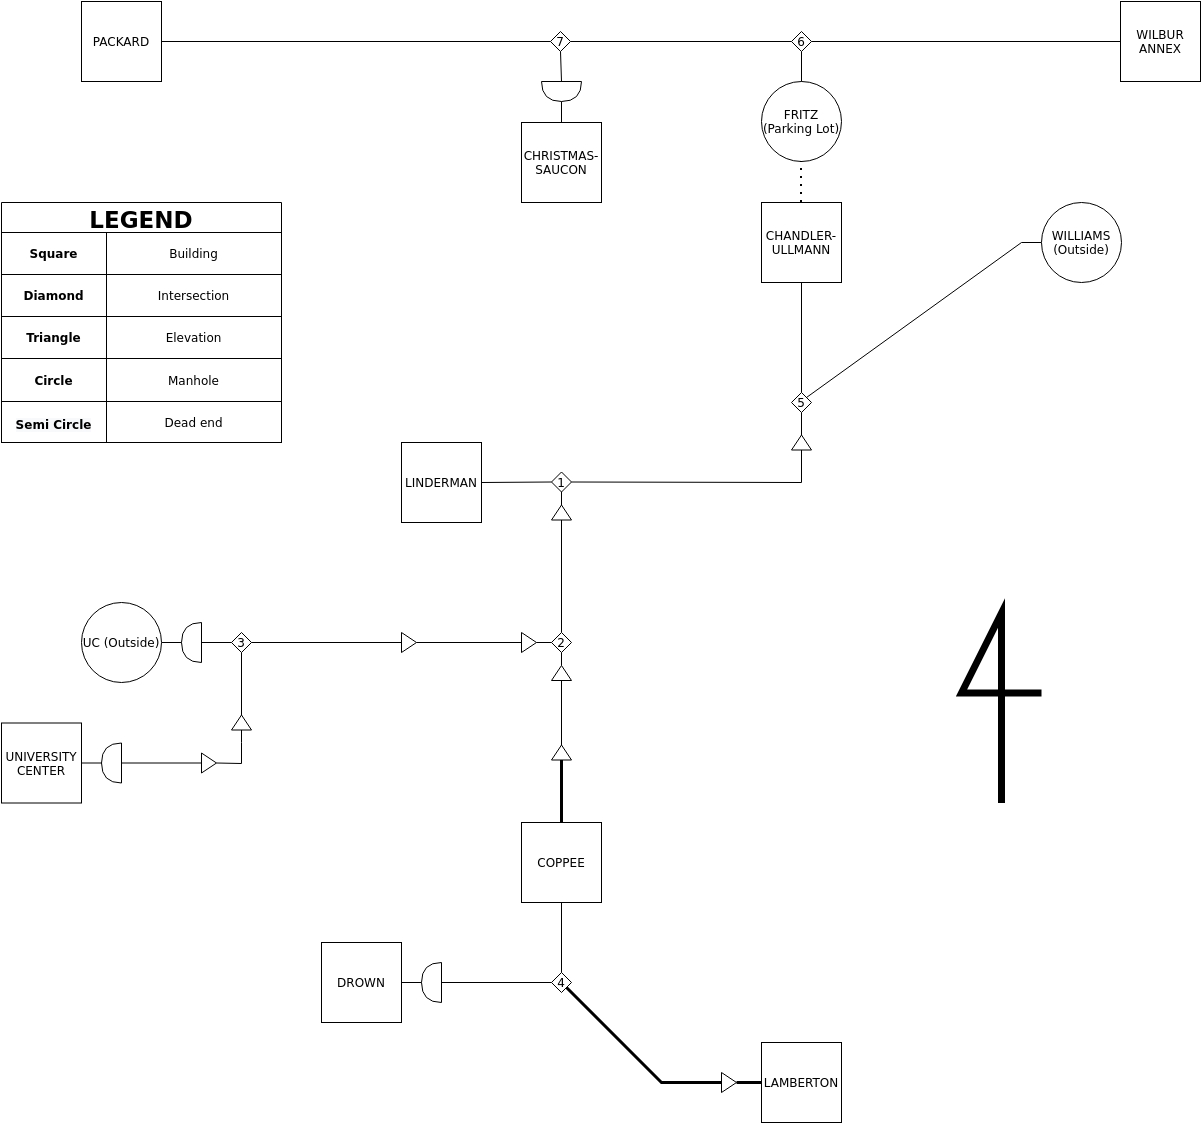 PACKARD
7
6
WILBUR
ANNEX
FRITZ
(Parking Lot)
CHRISTMAS-
SAUCON
LEGEND
Square Building
Diamond Intersection
Triangle Elevation
Circle Manhole
Semi Circle Dead end
CHANDLER-
ULLMANN
WILLIAMS
(Outside)
5
LINDERMAN
1
UC (Outside)
3
2
UNIVERSITY
CENTER
COPPEE
DROWN
4
LAMBERTON